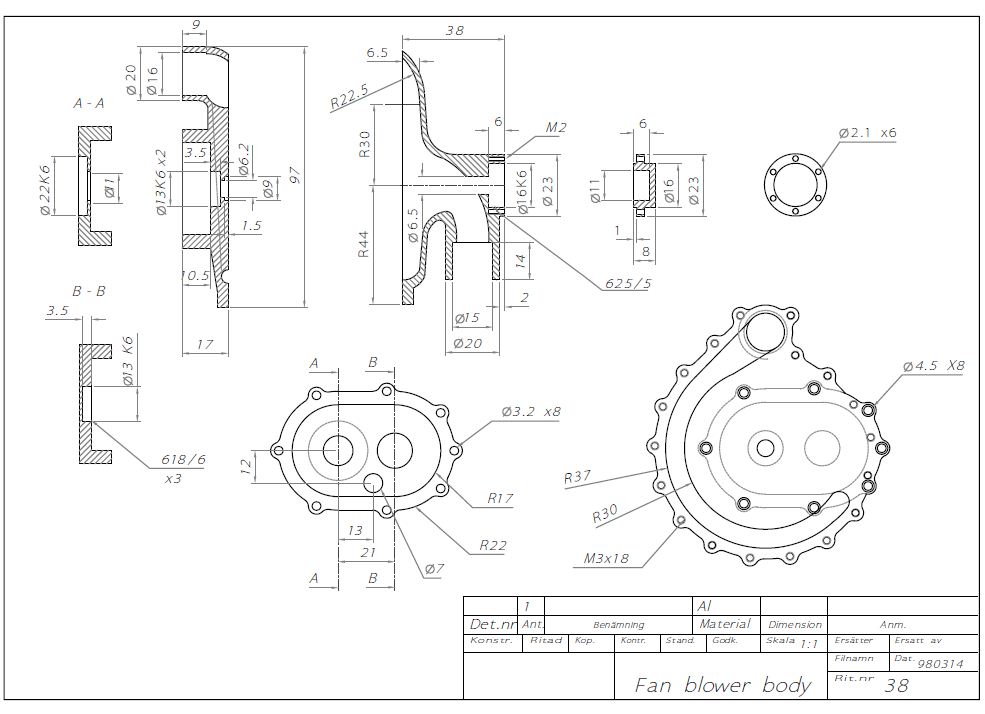 9
38
6.5
Ø20
Ø16
R22.5
A - A
6
M2
6
Ø2.1 x6
R30
3.5
Ø6.2
97
Ø22K6
Ø11
Ø13K6 x2
Ø9
Ø16K6
Ø23
Ø11
Ø16
Ø23
1.5
Ø6.5
R44
1
8
14
10.5
625/5
B - B
2
3.5
Ø15
17
Ø20
Ø13 K6
A
B
Ø4.5 X8
Ø3.2 x8
618/6
x3
12
R37
R17
R30
13
R22
21
M3x18
Ø7
A
B
1
Al
Det.nr
Ant.
Benämning
Material
Dimension
Anm.
Konstr.
Ritad
Kop.
Kontr.
Stand.
Godk.
Skala 1:1
Ersätter
Ersatt av
Filnamn
Dat. 980314
Fan blower body
Rit.nr 38